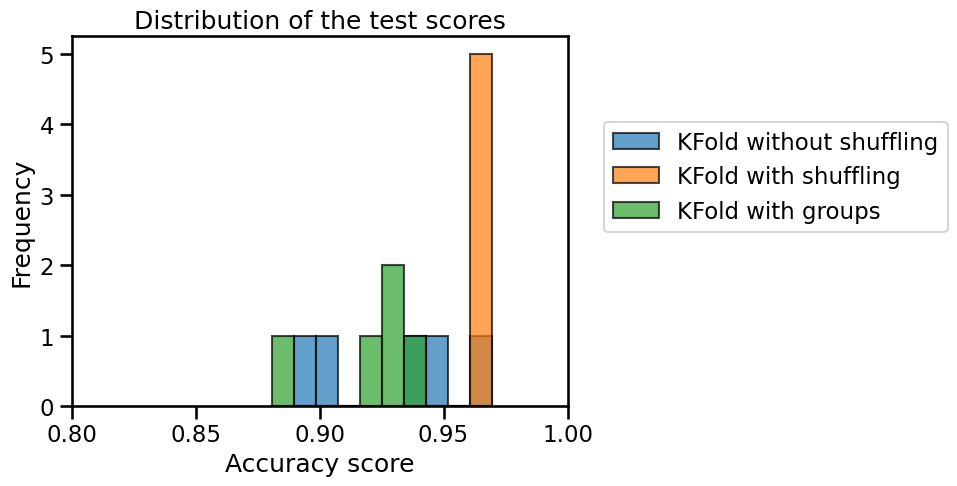 Distribution of the test scores
Frequency
5
4
3
2
1
0
0.80 0.85 0.90 0.95 1.00
Accuracy score
KFold without shuffling
KFold with shuffling
KFold with groups